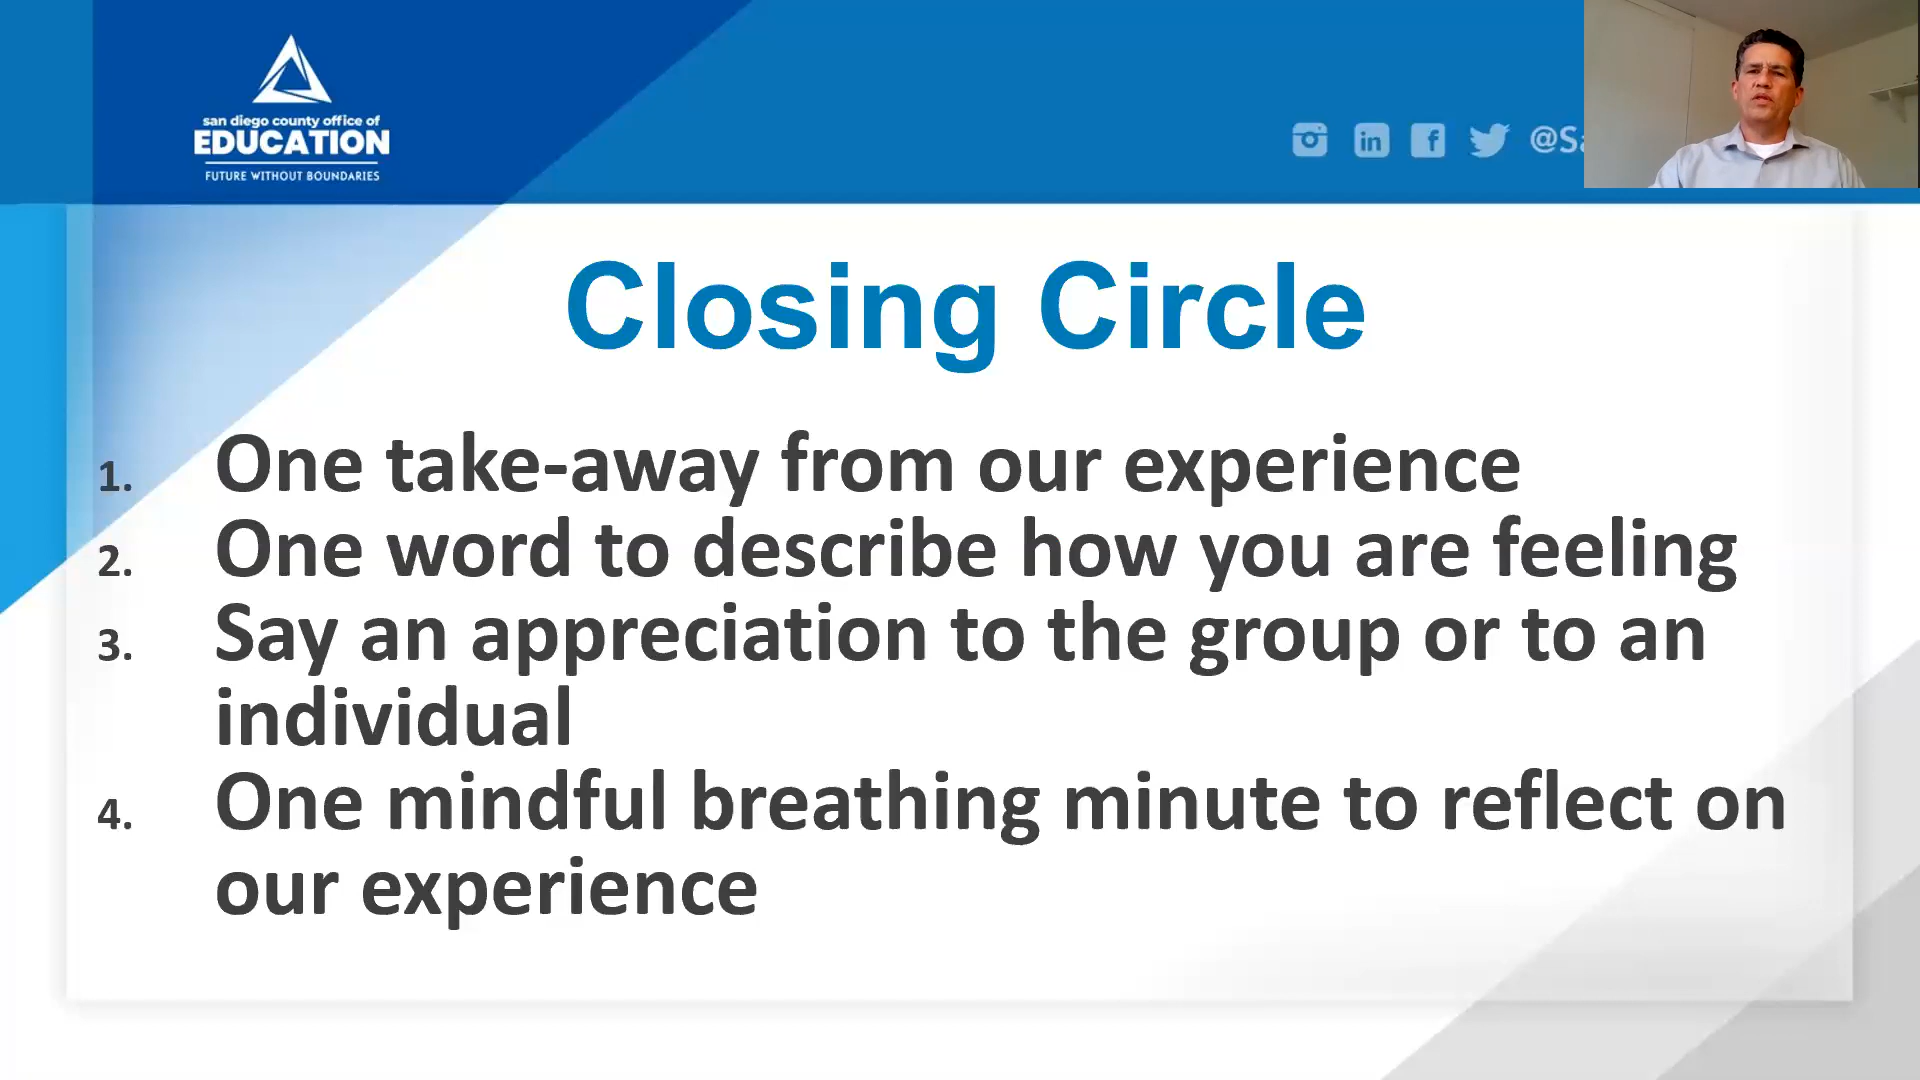 san diego county office of
EDUCATION
FUTURE WITHOUT BOUNDARIES
Closing Circle
1. One take-away from our experience
2. One word to describe how you are feeling
3. Say an appreciation to the group or to an
individual
4. One mindful breathing minute to reflect on
our experience